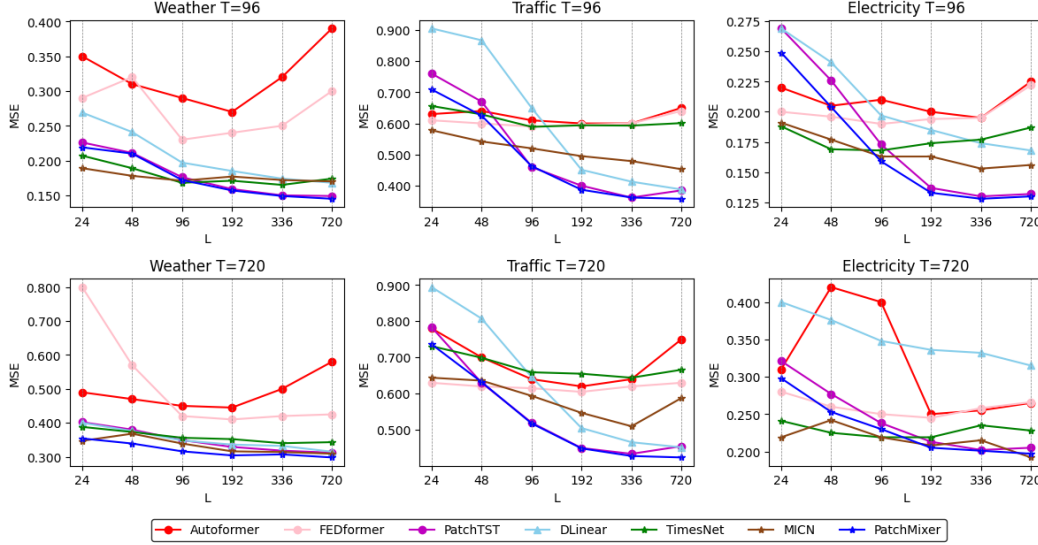 Weather T=96
Traffic T=96
Electricity T=96
MSE
0.400
0.350
0.300
0.250
0.200
0.150
24 48 96 192 336 720
L
MSE
0.900
0.800
0.700
0.600
0.500
0.400
24 48 96 192 336 720
L
MSE
0.275
0.250
0.225
0.200
0.175
0.150
0.125
24 48 96 192 336 720
L
Weather T=720
Traffic T=720
Electricity T=720
MSE
0.800
0.700
0.600
0.500
0.400
0.300
24 48 96 192 336 720
L
MSE
0.900
0.800
0.700
0.600
0.500
24 48 96 192 336 720
L
MSE
0.400
0.350
0.300
0.250
0.200
24 48 96 192 336 720
L
Autoformer FEDformer PatchTST DLinear TimesNet MICN PatchMixer